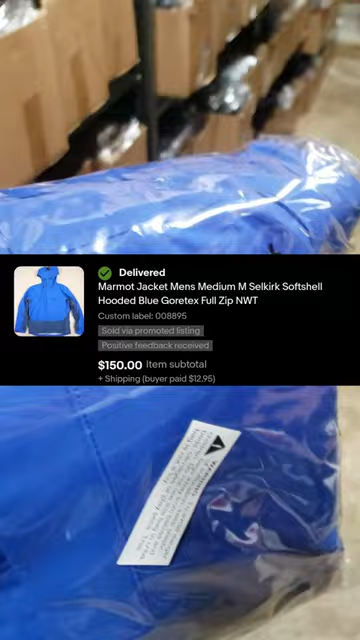 Delivered
Marmot Jacket Mens Medium M Selkirk Softshell
Hooded Blue Goretex Full Zip NWT
Custom label: 008895
Sold via promoted listing
Positive feedback received
$150.00 Item subtotal
+ Shipping (buyer paid $12.95)
WARNING